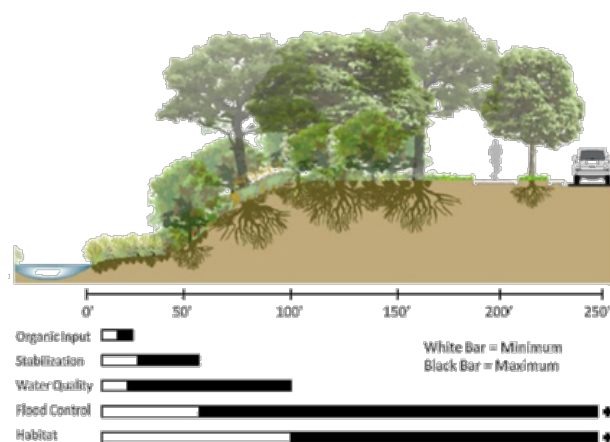 0' 50' 100' 150' 200' 250'
Organic Input
White Bar = Minimum
Stabilization
Black Bar = Maximum
Water Quality
Flood Control
Habitat